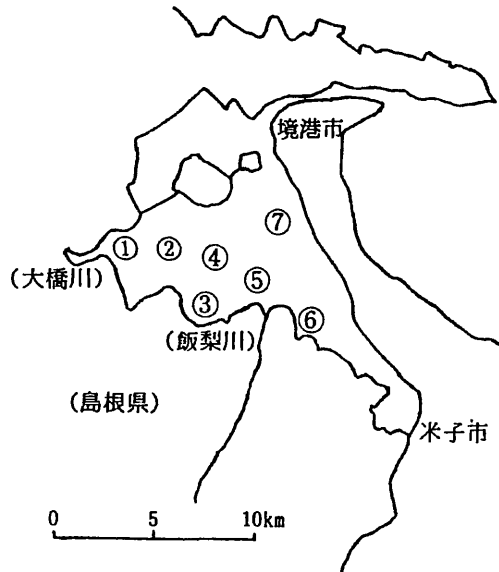 境港市
⑦
① ② ④
(大橋川)
⑤
③
⑥
(飯梨川)
(島根県)
米子市
0 5 10km